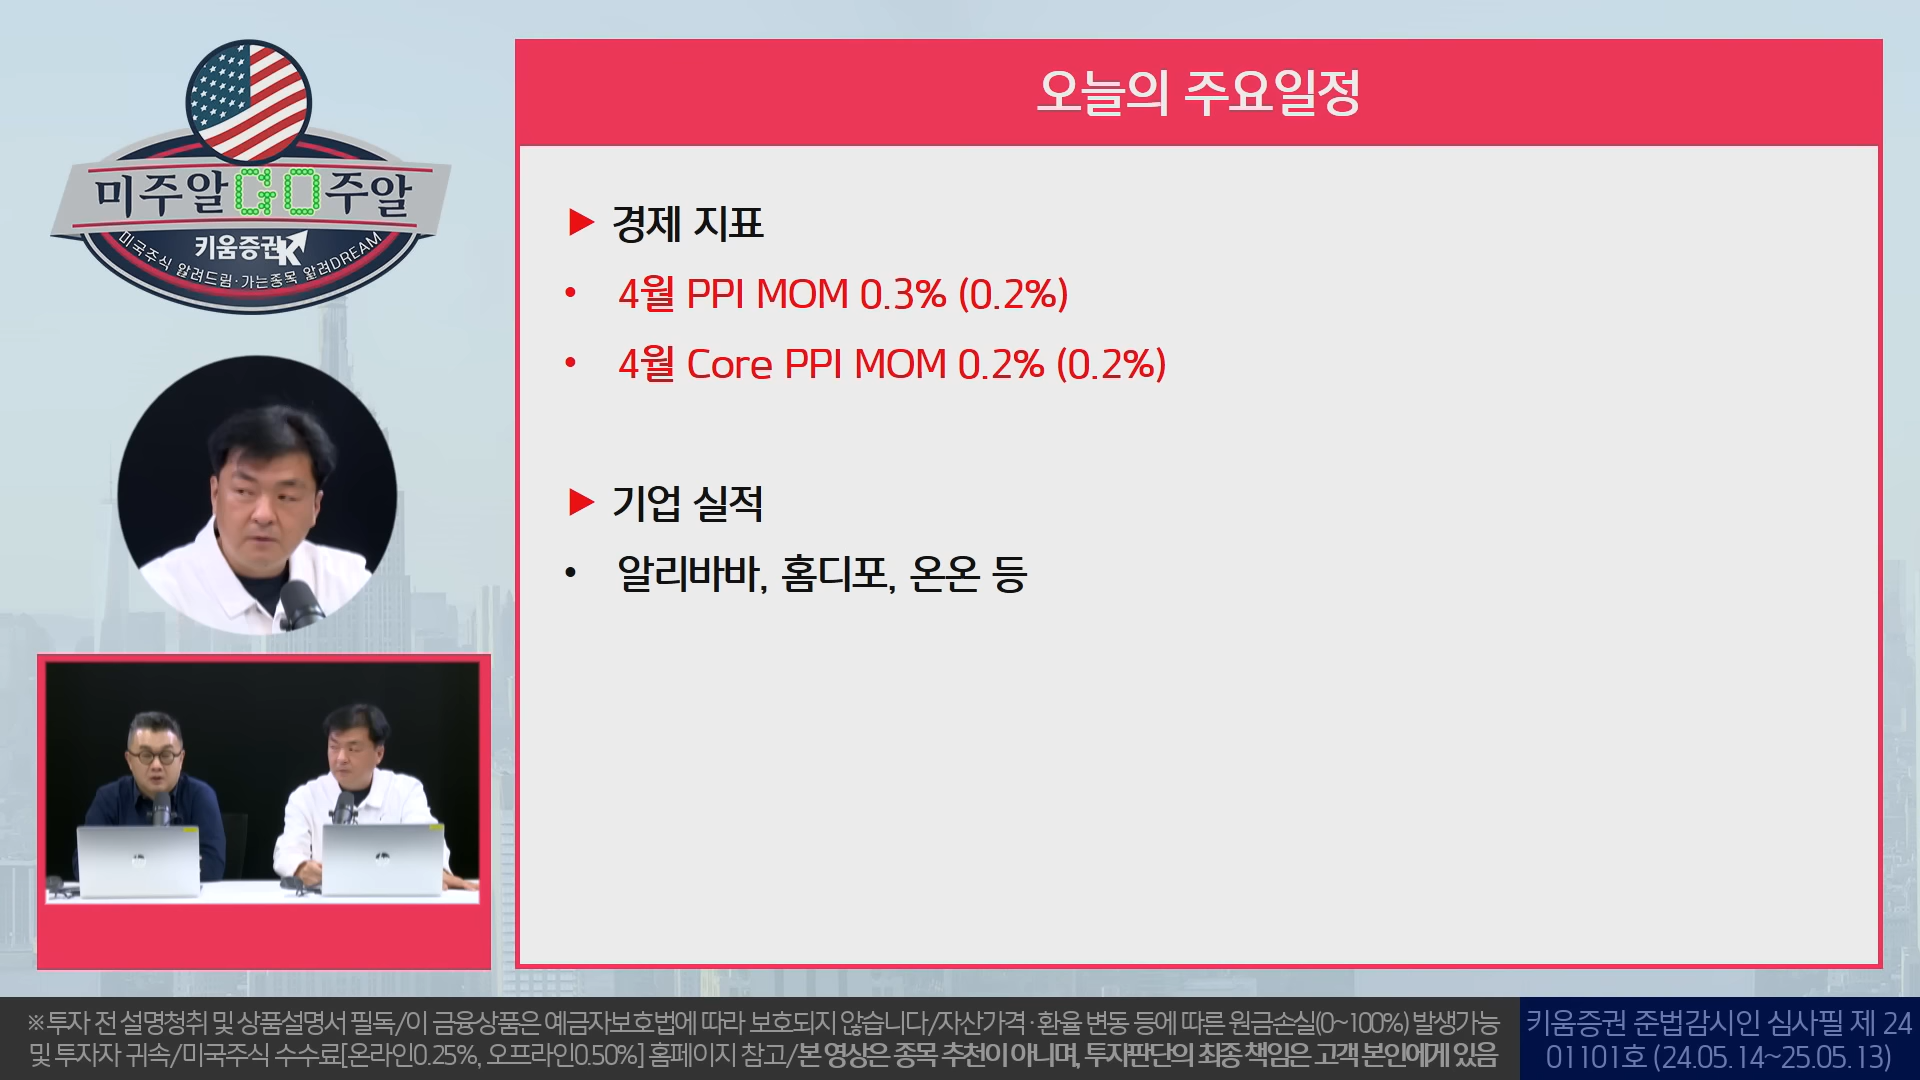 미주알GO주알
키움증권
미국주식 알려드림·가는종목 알려DREAM
오늘의 주요일정
▶ 경제 지표
• 4월 PPI MOM 0.3% (0.2%)
• 4월 Core PPI MOM 0.2% (0.2%)
▶ 기업 실적
• 알리바바, 홈디포, 온온 등
※투자 전 설명청취 및 상품설명서 필독/이 금융상품은 예금자보호법에 따라 보호되지 않습니다/자산가격·환율 변동 등에 따른 원금손실(0~100%) 발생가능
및 투자자 귀속/미국주식 수수료[온라인0.25%, 오프라인0.50%] 홈페이지 참고/본 영상은 종목 추천이 아니며, 투자판단의 최종 책임은 고객 본인에게 있음
키움증권 준법감시인 심사필 제 24
01101호 (24.05.14~25.05.13)